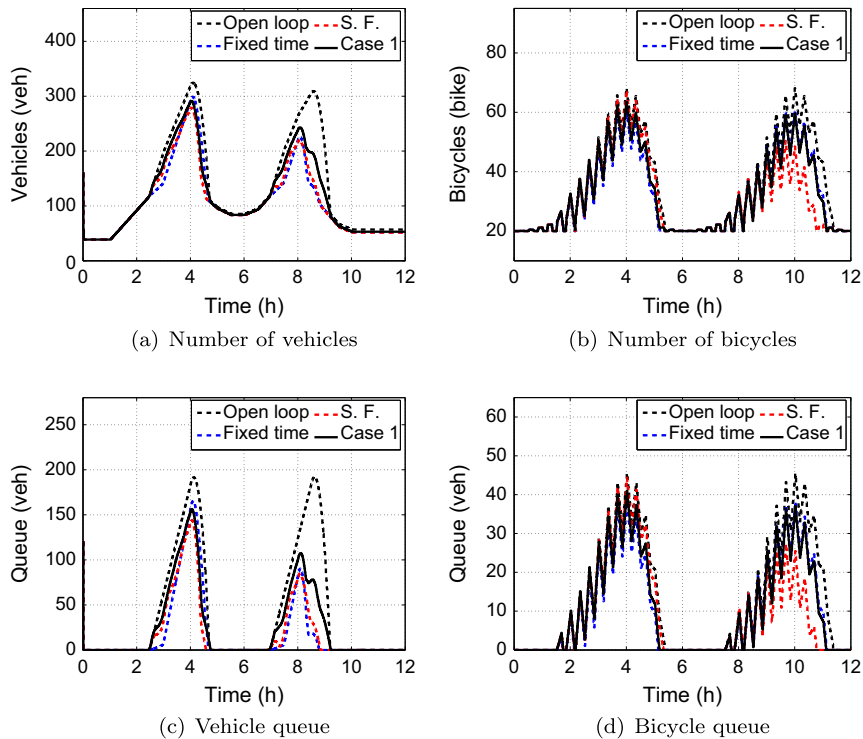 Open loop S. F.
Fixed time Case 1
400
300
200
100
0
Vehicles (veh)
0 2 4 6 8 10 12
Time (h)
(a) Number of vehicles
Open loop S. F.
Fixed time Case 1
80
60
40
20
Bicycles (bike)
0 2 4 6 8 10 12
Time (h)
(b) Number of bicycles
Open loop S. F.
Fixed time Case 1
250
200
150
100
50
0
Queue (veh)
0 2 4 6 8 10 12
Time (h)
(c) Vehicle queue
Open loop S. F.
Fixed time Case 1
60
50
40
30
20
10
0
Queue (veh)
0 2 4 6 8 10 12
Time (h)
(d) Bicycle queue